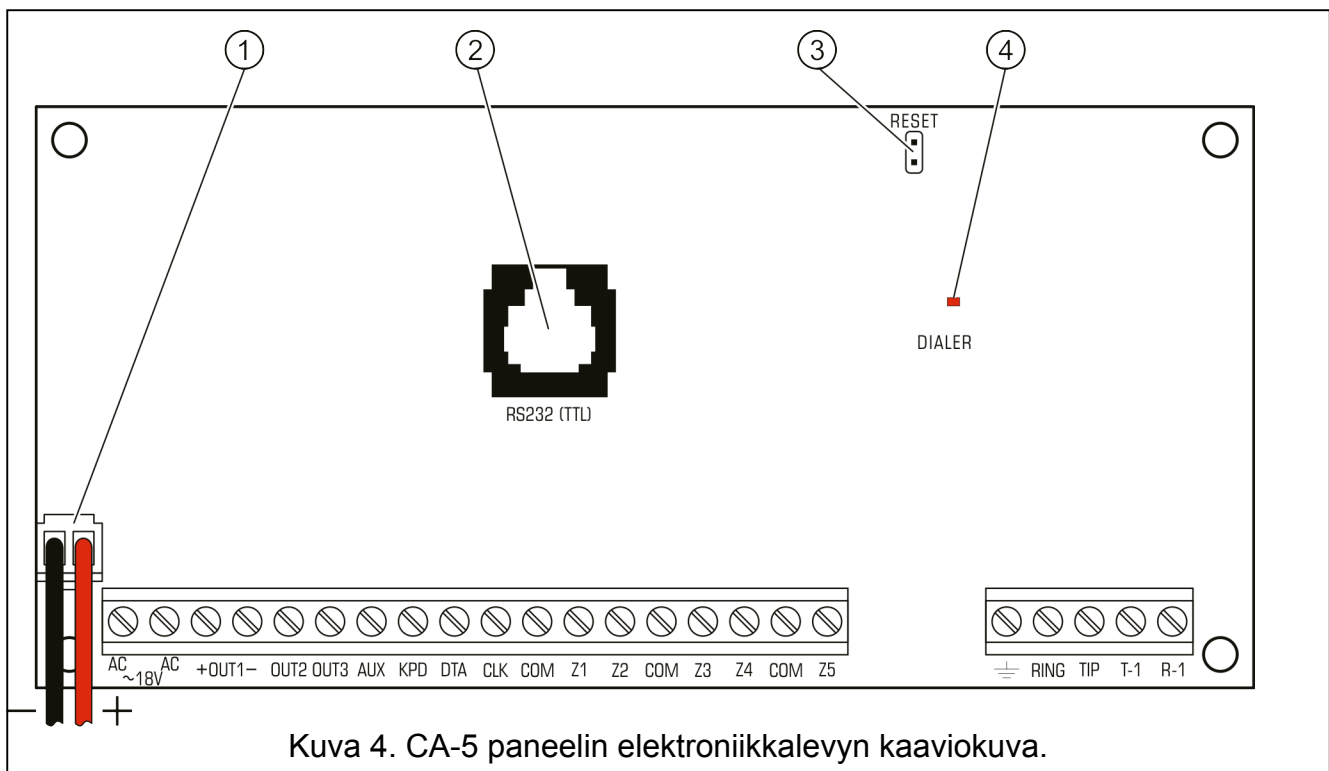 1 2 3 4
RESET
DIALER
RS232 (TTL)
AC ~18V AC +OUT1- OUT2 OUT3 AUX KPD DTA CLK COM Z1 Z2 COM Z3 Z4 COM Z5 RING TIP T-1 R-1
- +
Kuva 4. CA-5 paneelin elektroniikkalevyn kaaviokuva.